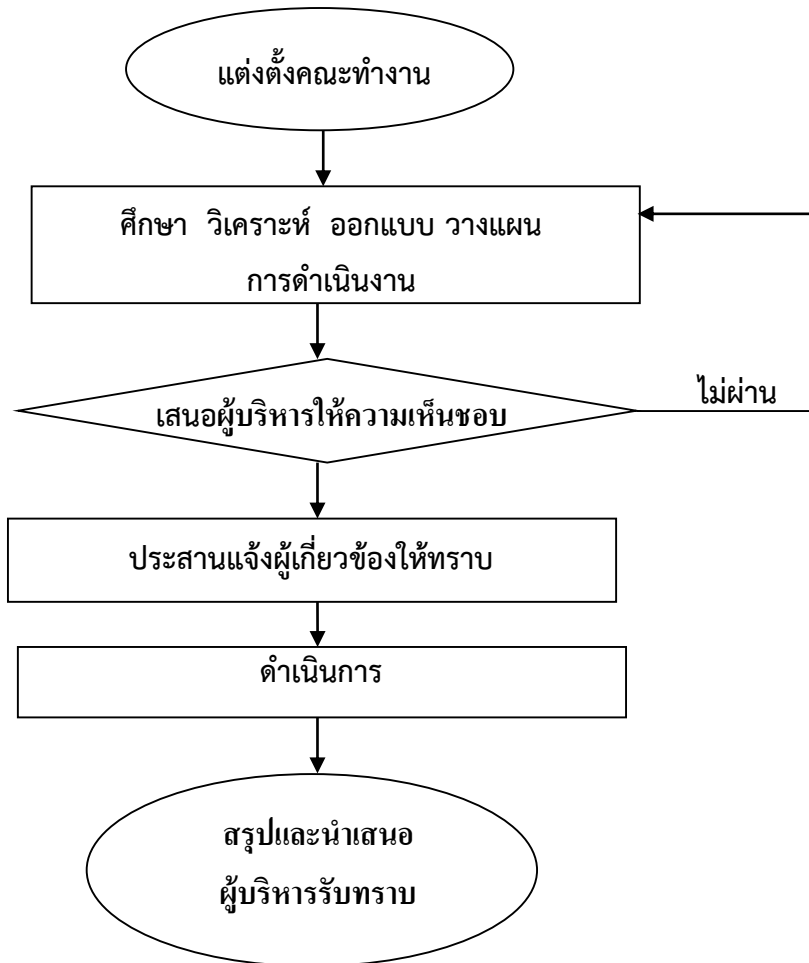 แต่งตั้งคณะทำงาน
ศึกษา วิเคราะห์ ออกแบบ วางแผน
การดำเนินงาน
เสนอผู้บริหารให้ความเห็นชอบ
ไม่ผ่าน
ประสานแจ้งผู้เกี่ยวข้องให้ทราบ
ดำเนินการ
สรุปและนำเสนอ
ผู้บริหารรับทราบ